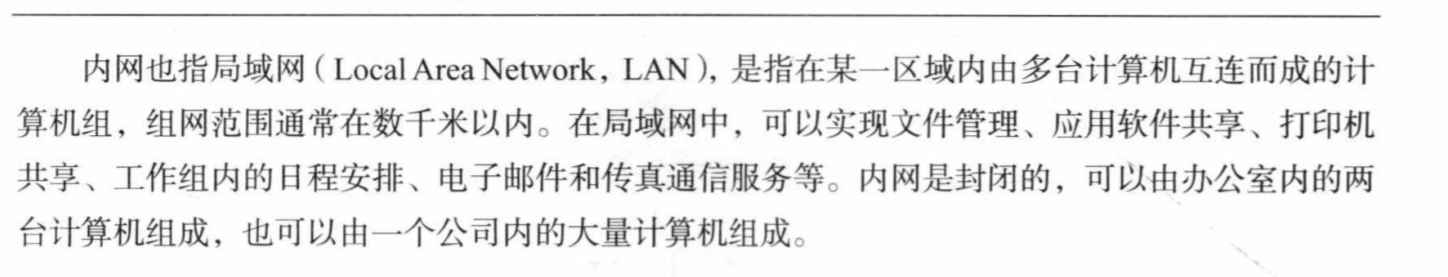 内网也指局域网（Local Area Network，LAN），是指在某一区域内由多台计算机互连而成的计
算机组，组网范围通常在数千米以内。在局域网中，可以实现文件管理、应用软件共享、打印机
共享、工作组内的日程安排、电子邮件和传真通信服务等。内网是封闭的，可以由办公室内的两
台计算机组成，也可以由一个公司内的大量计算机组成。